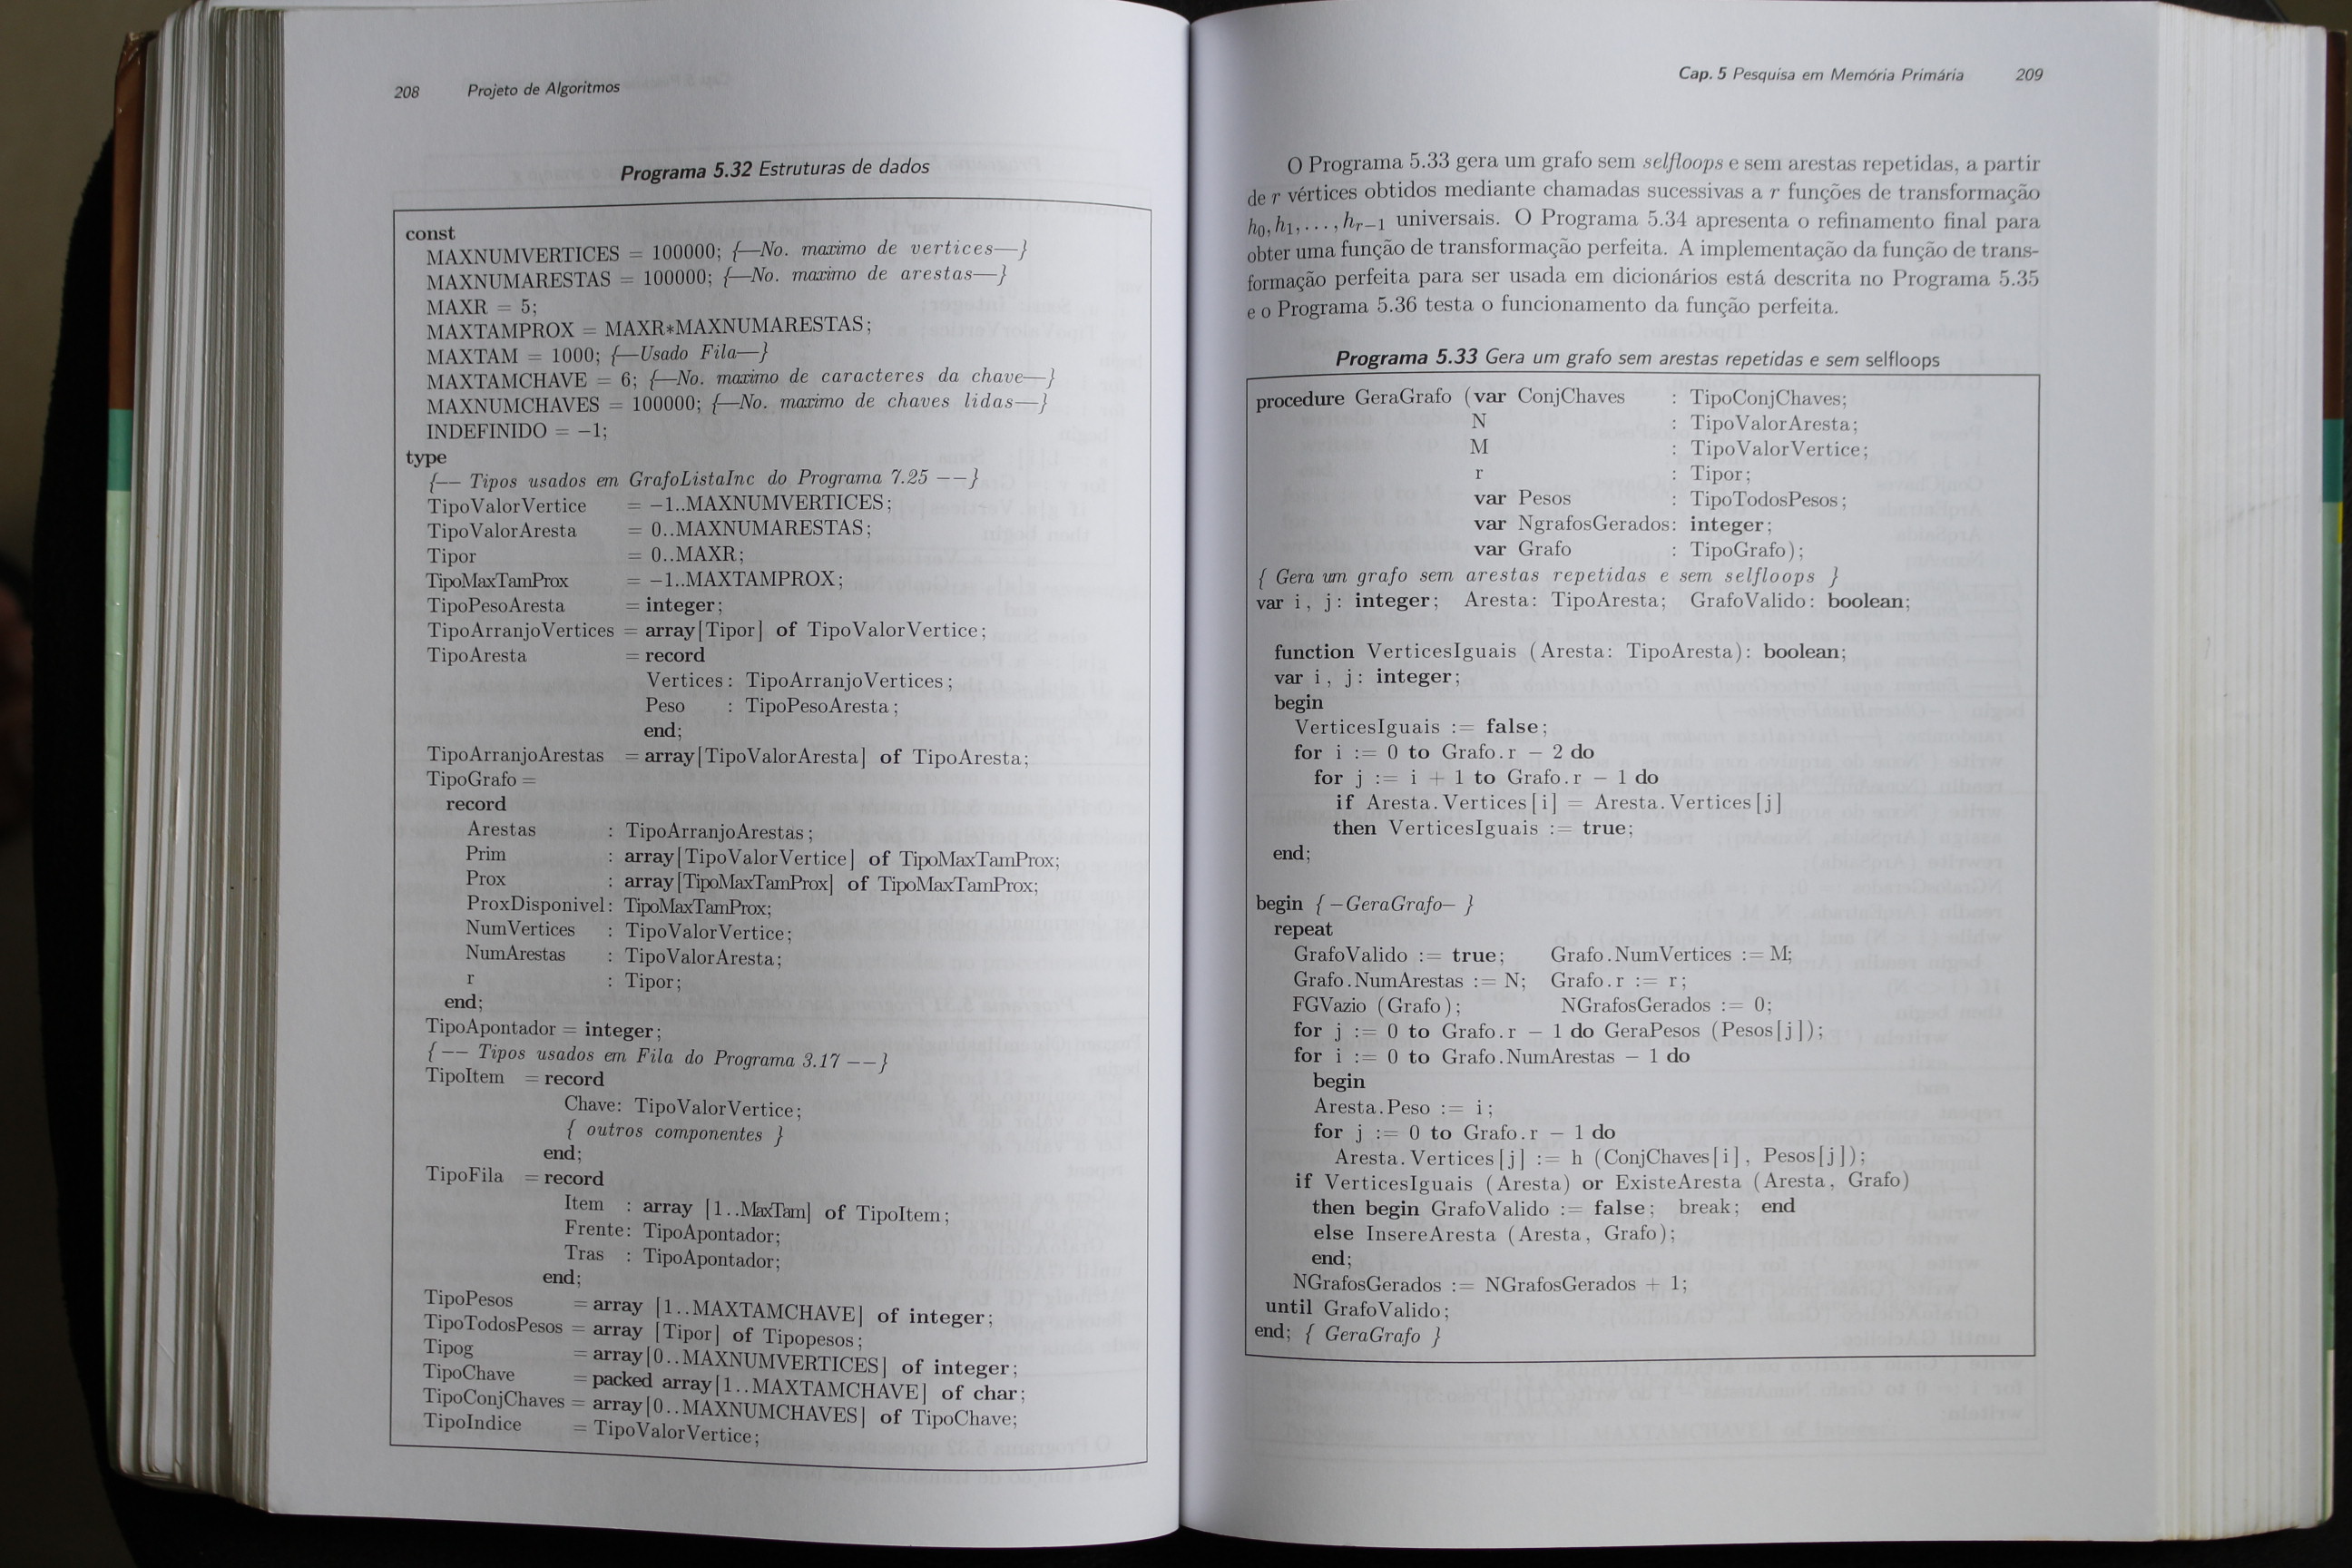 208 Projeto de Algoritmos
Programa 5.32 Estruturas de dados
const
MAXNUMVERTICES = 100000; {—No. maximo de vertices—}
MAXNUMARESTAS = 100000; {—No. maximo de arestas—}
MAXR = 5;
MAXTAMPROX = MAXR*MAXNUMARESTAS;
MAXTAM = 1000; {—Usado Fila—}
MAXTAMCHAVE = 6; {—No. maximo de caracteres da chave—}
MAXNUMCHAVES = 100000; {—No. maximo de chaves lidas—}
INDEFINIDO = −1;
type
{−− Tipos usados em GrafoListaInc do Programa 7.25 −−}
TipoValorVertice = −1..MAXNUMVERTICES;
TipoValorAresta = 0..MAXNUMARESTAS;
Tipor = 0..MAXR;
TipoMaxTamProx = −1..MAXTAMPROX;
TipoPesoAresta = integer;
TipoArranjoVertices = array[Tipor] of TipoValorVertice;
TipoAresta = record
Vertices : TipoArranjoVertices;
Peso : TipoPesoAresta;
end;
TipoArranjoArestas = array[TipoValorAresta] of TipoAresta;
TipoGrafo =
record
Arestas : TipoArranjoArestas;
Prim : array[TipoValorVertice] of TipoMaxTamProx;
Prox : array[TipoMaxTamProx] of TipoMaxTamProx;
ProxDisponivel: TipoMaxTamProx;
NumVertices : TipoValorVertice;
NumArestas : TipoValorAresta;
r : Tipor;
end;
TipoApontador = integer;
{−− Tipos usados em Fila do Programa 3.17 −−}
TipoItem = record
Chave: TipoValorVertice;
{ outros componentes }
end;
TipoFila = record
Item : array [1..MaxTam] of TipoItem;
Frente: TipoApontador;
Tras : TipoApontador;
end;
TipoPesos = array [1..MAXTAMCHAVE] of integer;
TipoTodosPesos = array [Tipor] of Tipopesos;
Tipog = array[0..MAXNUMVERTICES] of integer;
TipoChave = packed array[1..MAXTAMCHAVE] of char;
TipoConjChaves = array[0..MAXNUMCHAVES] of TipoChave;
TipoIndice = TipoValorVertice;
Cap. 5 Pesquisa em Memória Primária 209
O Programa 5.33 gera um grafo sem selfloops e sem arestas repetidas, a partir
de r vértices obtidos mediante chamadas sucessivas a r funções de transformação
h0, h1, . . . , hr−1 universais. O Programa 5.34 apresenta o refinamento final para
obter uma função de transformação perfeita. A implementação da função de trans-
formação perfeita para ser usada em dicionários está descrita no Programa 5.35
e o Programa 5.36 testa o funcionamento da função perfeita.
Programa 5.33 Gera um grafo sem arestas repetidas e sem selfloops
procedure GeraGrafo (var ConjChaves : TipoConjChaves;
N : TipoValorAresta;
M : TipoValorVertice;
r : Tipor;
var Pesos : TipoTodosPesos;
var NgrafosGerados: integer;
var Grafo : TipoGrafo);
{ Gera um grafo sem arestas repetidas e sem selfloops }
var i, j: integer; Aresta: TipoAresta; GrafoValido: boolean;
function VerticesIguais (Aresta: TipoAresta): boolean;
var i, j: integer;
begin
VerticesIguais := false;
for i := 0 to Grafo.r − 2 do
for j := i + 1 to Grafo.r − 1 do
if Aresta.Vertices[i] = Aresta.Vertices[j]
then VerticesIguais := true;
end;
begin {−GeraGrafo−}
repeat
GrafoValido := true; Grafo.NumVertices := M;
Grafo.NumArestas := N; Grafo.r := r;
FGVazio (Grafo); NGrafosGerados := 0;
for j := 0 to Grafo.r − 1 do GeraPesos (Pesos[j]);
for i := 0 to Grafo.NumArestas − 1 do
begin
Aresta.Peso := i;
for j := 0 to Grafo.r − 1 do
Aresta.Vertices[j] := h (ConjChaves[i], Pesos[j]);
if VerticesIguais (Aresta) or ExisteAresta (Aresta, Grafo)
then begin GrafoValido := false; break; end
else InsereAresta (Aresta, Grafo);
end;
NGrafosGerados := NGrafosGerados + 1;
until GrafoValido;
end; { GeraGrafo }